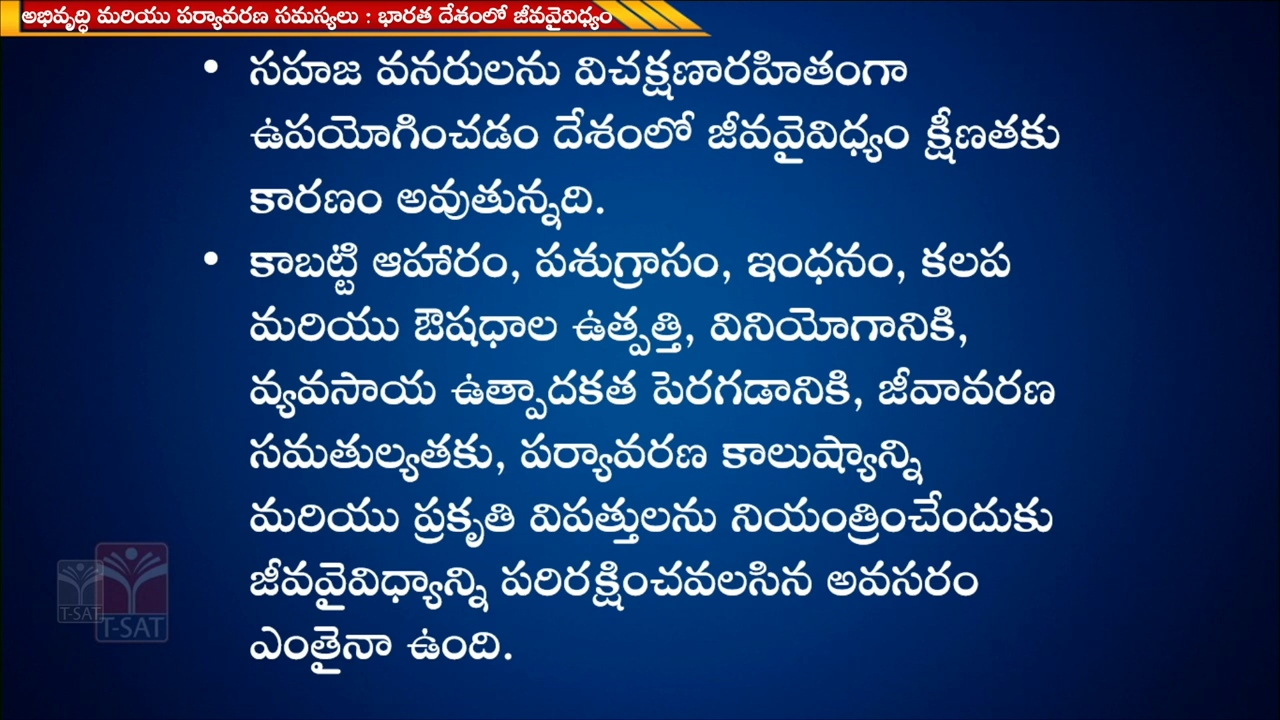 అభివృద్ధి మరియు పర్యావరణ సమస్యలు : భారత దేశంలో జీవవైవిధ్యం
• సహజ వనరులను విచక్షణారహితంగా
ఉపయోగించడం దేశంలో జీవవైవిధ్యం క్షీణతకు
కారణం అవుతున్నది.
• కాబట్టి ఆహారం, పశుగ్రాసం, ఇంధనం, కలప
మరియు ఔషధాల ఉత్పత్తి, వినియోగానికి,
వ్యవసాయ ఉత్పాదకత పెరగడానికి, జీవావరణ
సమతుల్యతకు, పర్యావరణ కాలుష్యాన్ని
మరియు ప్రకృతి విపత్తులను నియంత్రించేందుకు
జీవవైవిధ్యాన్ని పరిరక్షించవలసిన అవసరం
ఎంతైనా ఉంది.
T-SAT
T-SAT